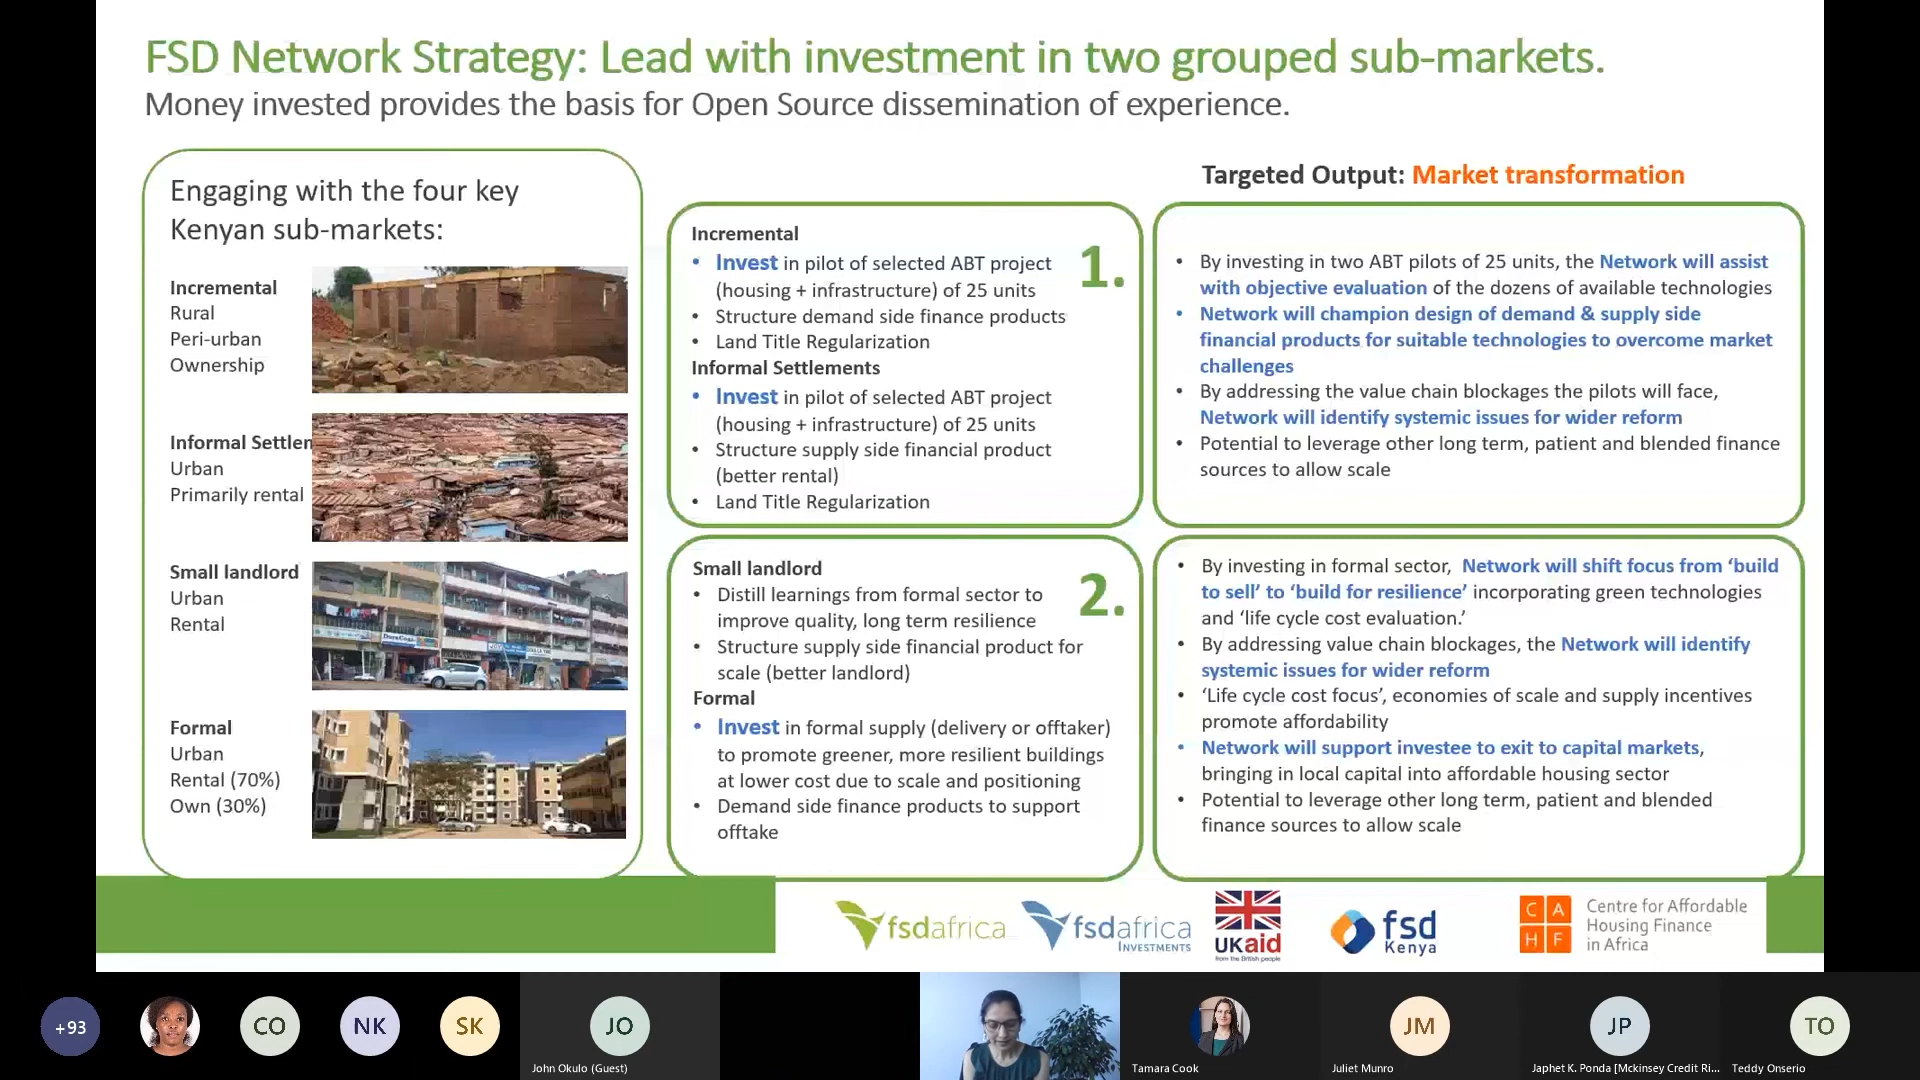 FSD Network Strategy: Lead with investment in two grouped sub-markets.
Money invested provides the basis for Open Source dissemination of experience.
Engaging with the four key
Kenyan sub-markets:
Incremental
Rural
Peri-urban
Ownership
Informal Settlem
Urban
Primarily rental
Small landlord
Urban
Rental
Formal
Urban
Rental (70%)
Own (30%)
Incremental
1.
• Invest in pilot of selected ABT project
(housing + infrastructure) of 25 units
• Structure demand side finance products
• Land Title Regularization
Informal Settlements
• Invest in pilot of selected ABT project
(housing + infrastructure) of 25 units
• Structure supply side financial product
(better rental)
• Land Title Regularization
Small landlord
2.
• Distill learnings from formal sector to
improve quality, long term resilience
• Structure supply side financial product for
scale (better landlord)
Formal
• Invest in formal supply (delivery or offtaker)
to promote greener, more resilient buildings
at lower cost due to scale and positioning
• Demand side finance products to support
offtake
Targeted Output: Market transformation
• By investing in two ABT pilots of 25 units, the Network will assist
with objective evaluation of the dozens of available technologies
• Network will champion design of demand & supply side
financial products for suitable technologies to overcome market
challenges
• By addressing the value chain blockages the pilots will face,
Network will identify systemic issues for wider reform
• Potential to leverage other long term, patient and blended finance
sources to allow scale
• By investing in formal sector, Network will shift focus from ‘build
to sell’ to ‘build for resilience’ incorporating green technologies
and ‘life cycle cost evaluation.’
• By addressing value chain blockages, the Network will identify
systemic issues for wider reform
• ‘Life cycle cost focus’, economies of scale and supply incentives
promote affordability
• Network will support investee to exit to capital markets,
bringing in local capital into affordable housing sector
• Potential to leverage other long term, patient and blended
finance sources to allow scale
fsdafrica
fsdafrica
INVESTMENTS
UKaid
from the British people
fsd
Kenya
CA
HF
Centre for Affordable
Housing Finance
in Africa
+93
CO
NK
SK
JO
John Okulo (Guest)
Tamara Cook
JM
Juliet Munro
JP
Japhet K. Ponda [Mckinsey Credit Ri...
TO
Teddy Onserio